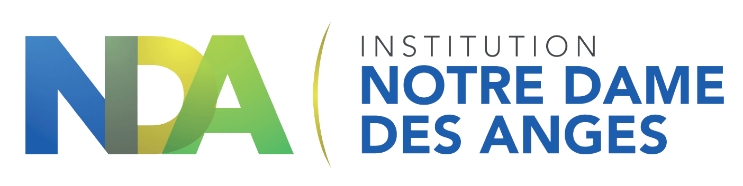 NDA
INSTITUTION
NOTRE DAME
DES ANGES